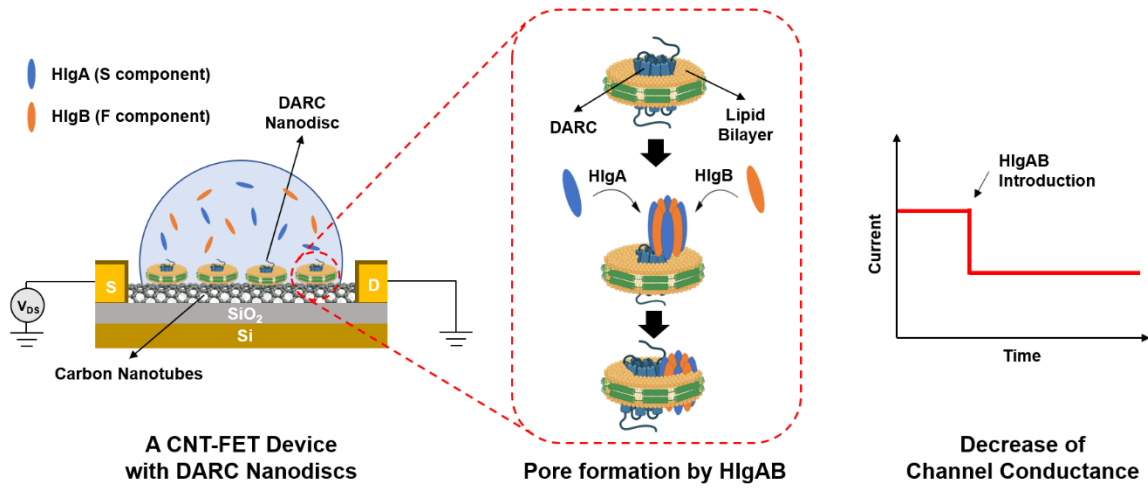 HlgA (S component)
HlgB (F component)
DARC
Nanodisc
S
D
V_DS
SiO₂
Si
Carbon Nanotubes
A CNT-FET Device
with DARC Nanodiscs
DARC
Lipid
Bilayer
HlgA
HlgB
Pore formation by HlgAB
HlgAB
Introduction
Current
Time
Decrease of
Channel Conductance